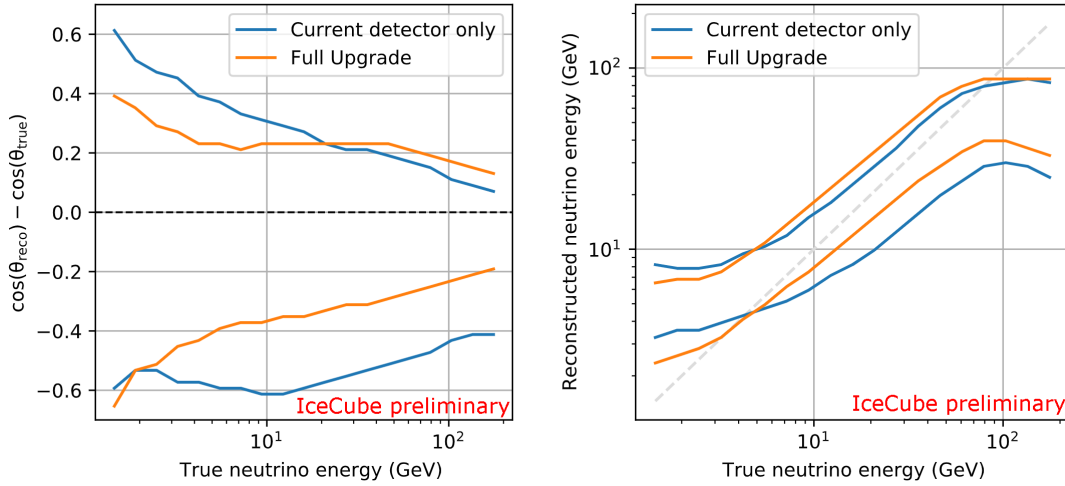 Current detector only
Full Upgrade
0.6
0.4
0.2
0.0
−0.2
−0.4
−0.6
cos(θreco) − cos(θtrue)
IceCube preliminary
10¹
10²
True neutrino energy (GeV)
Current detector only
Full Upgrade
10²
10¹
Reconstructed neutrino energy (GeV)
IceCube preliminary
10¹
10²
True neutrino energy (GeV)